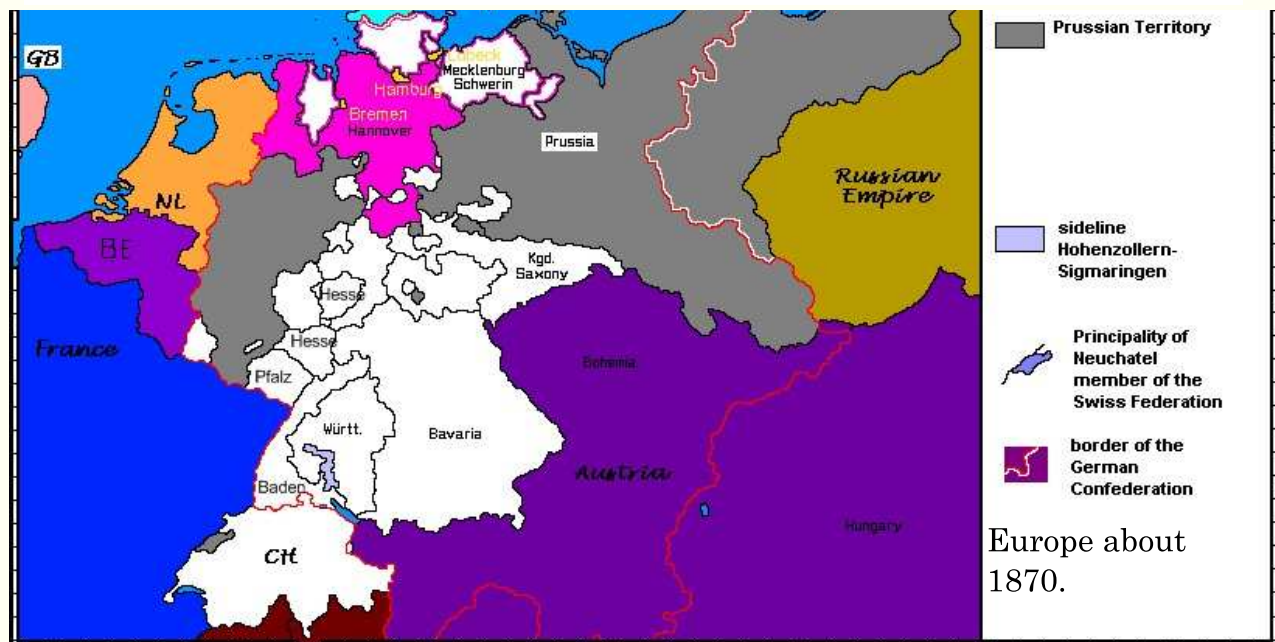 GB
Lübeck
Mecklenburg
Schwerin
Hamburg
Bremen
Hannover
Prussia
NL
BE
Russian
Empire
Kgd.
Saxony
Hesse
Hesse
France
Pfalz
Bohemia
Württ.
Bavaria
Austria
Baden
Hungary
CH
Prussian Territory
sideline
Hohenzollern-
Sigmaringen
Principality of
Neuchatel
member of the
Swiss Federation
border of the
German
Confederation
Europe about
1870.